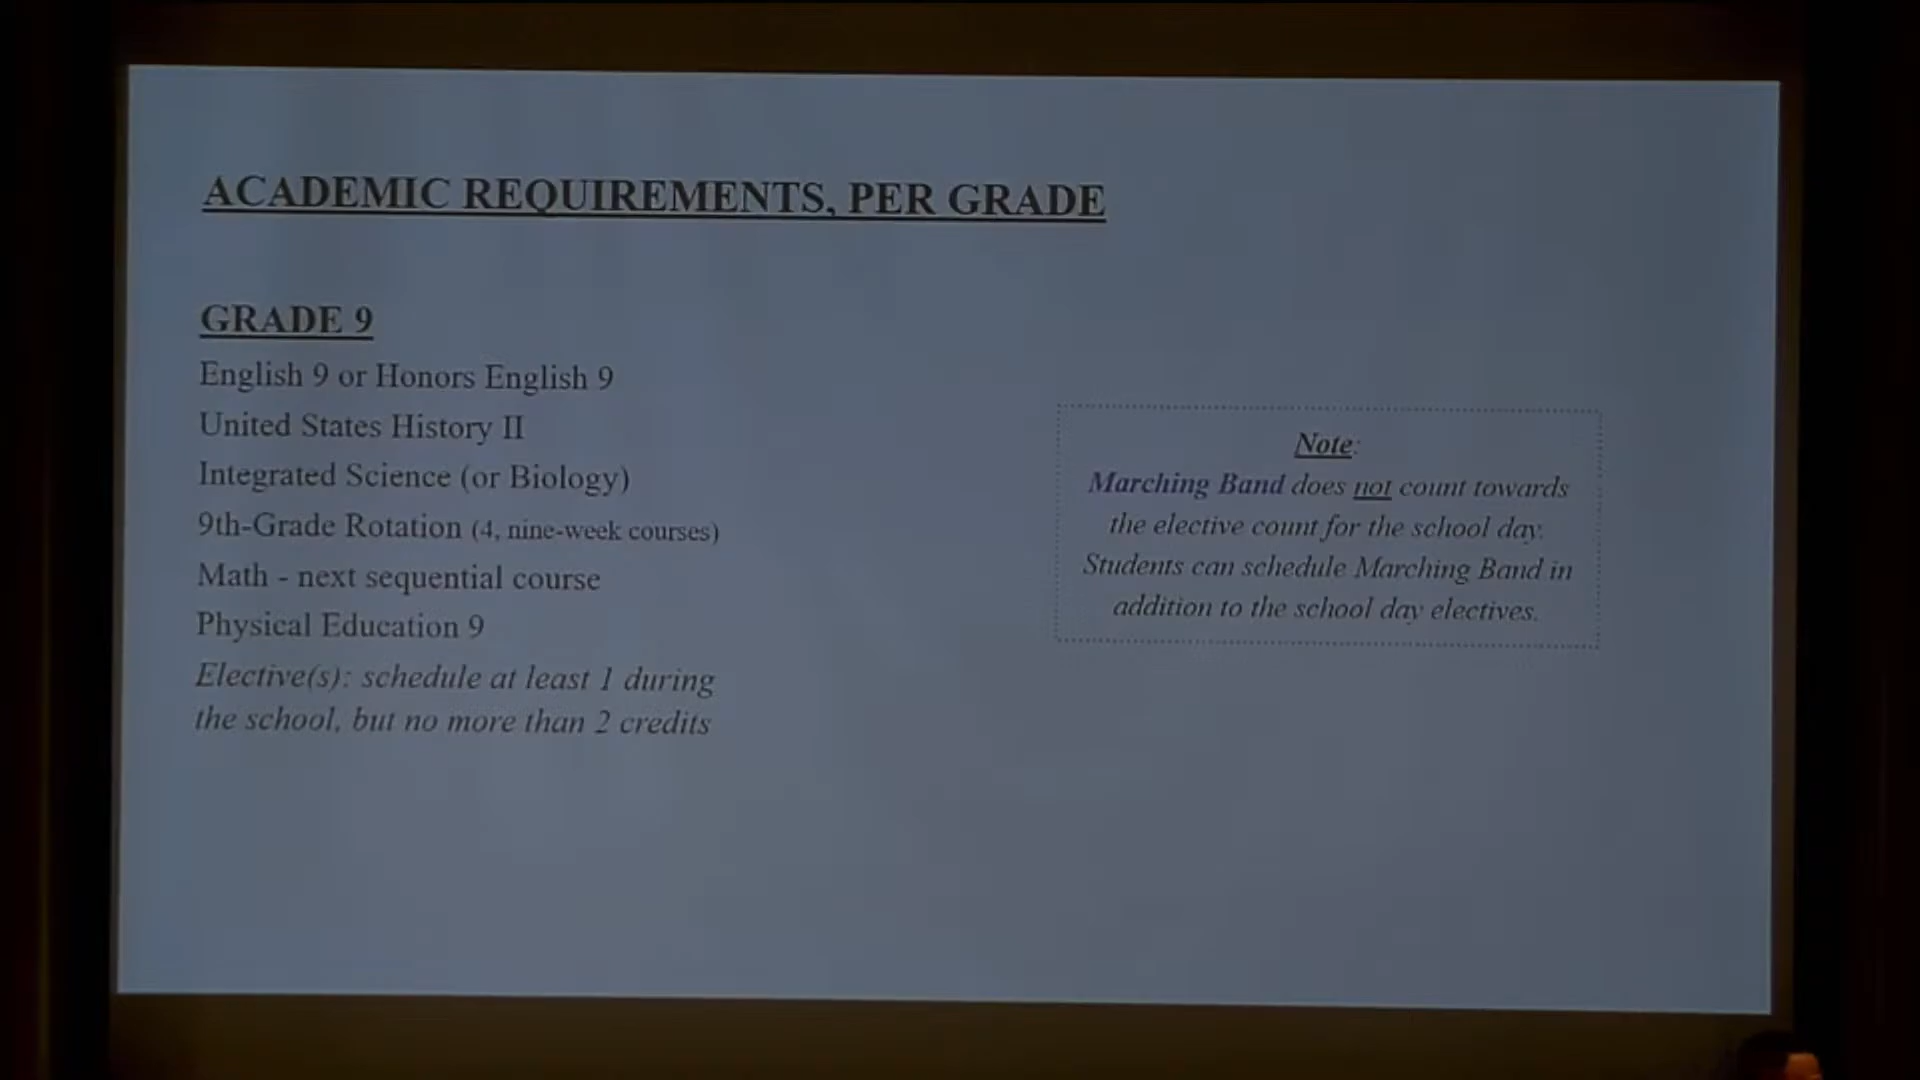 ACADEMIC REQUIREMENTS, PER GRADE
GRADE 9
English 9 or Honors English 9
United States History II
Integrated Science (or Biology)
9th-Grade Rotation (4, nine-week courses)
Math - next sequential course
Physical Education 9
Elective(s): schedule at least 1 during
the school, but no more than 2 credits
Note:
Marching Band does not count towards
the elective count for the school day.
Students can schedule Marching Band in
addition to the school day electives.